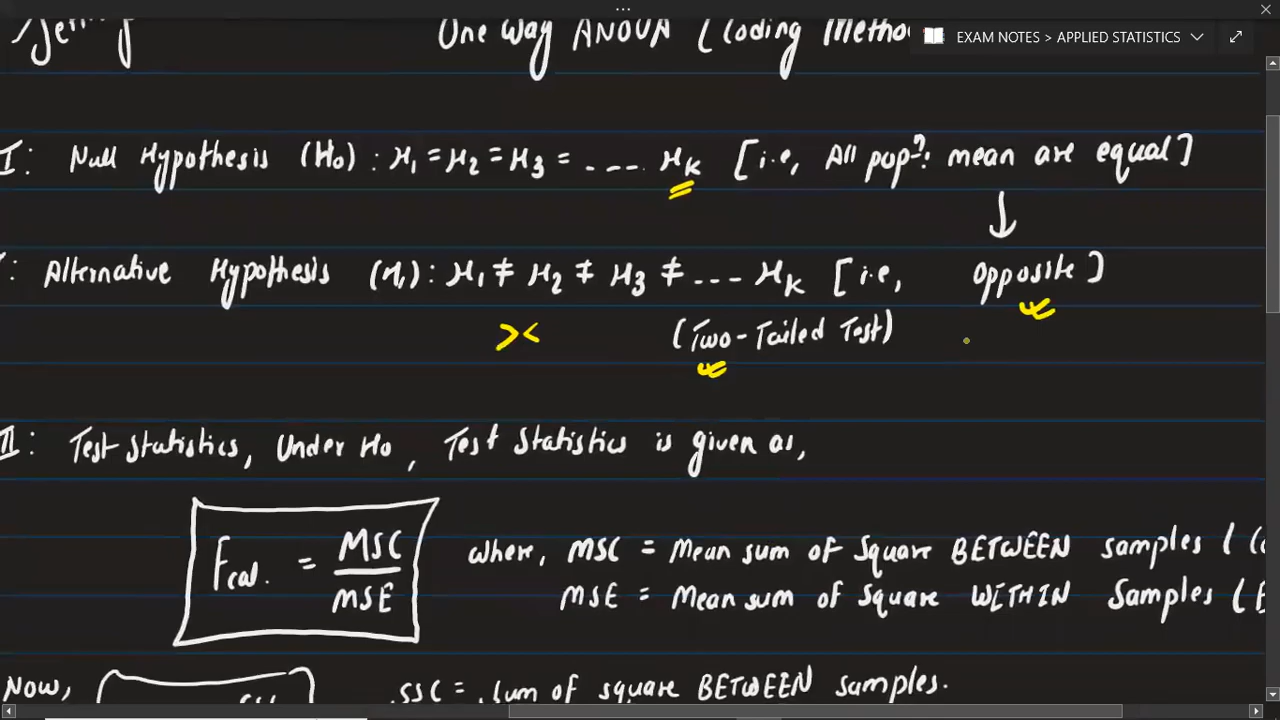 One Way ANOVA (Coding Metho
EXAM NOTES > APPLIED STATISTICS
I: Null Hypothesis (H0) : μ1 = μ2 = μ3 = .... μk [i.e, All popn. mean are equal]
: Alternative Hypothesis (H1) : μ1 ≠ μ2 ≠ μ3 ≠ ... μk [i.e, opposite]
(Two-Tailed Test)
II: Test Statistics, Under Ho, Test Statistics is given as,
Fcal. = MSC / MSE
where, MSC = Mean sum of Square BETWEEN samples (
MSE = Mean sum of Square WITHIN Samples (
Now,
SSC = Sum of square BETWEEN samples.